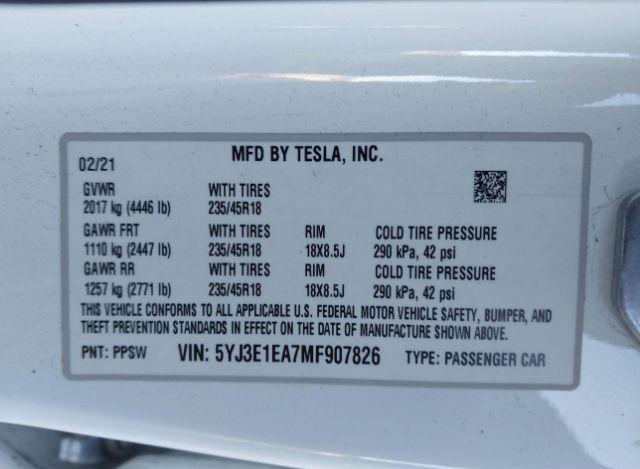 MFD BY TESLA, INC.
02/21
GVWR WITH TIRES
2017 kg (4446 lb) 235/45R18
GAWR FRT WITH TIRES RIM COLD TIRE PRESSURE
1110 kg (2447 lb) 235/45R18 18X8.5J 290 kPa, 42 psi
GAWR RR WITH TIRES RIM COLD TIRE PRESSURE
1257 kg (2771 lb) 235/45R18 18X8.5J 290 kPa, 42 psi
THIS VEHICLE CONFORMS TO ALL APPLICABLE U.S. FEDERAL MOTOR VEHICLE SAFETY, BUMPER, AND
THEFT PREVENTION STANDARDS IN EFFECT ON THE DATE OF MANUFACTURE SHOWN ABOVE.
PNT: PPSW VIN: 5YJ3E1EA7MF907826 TYPE: PASSENGER CAR